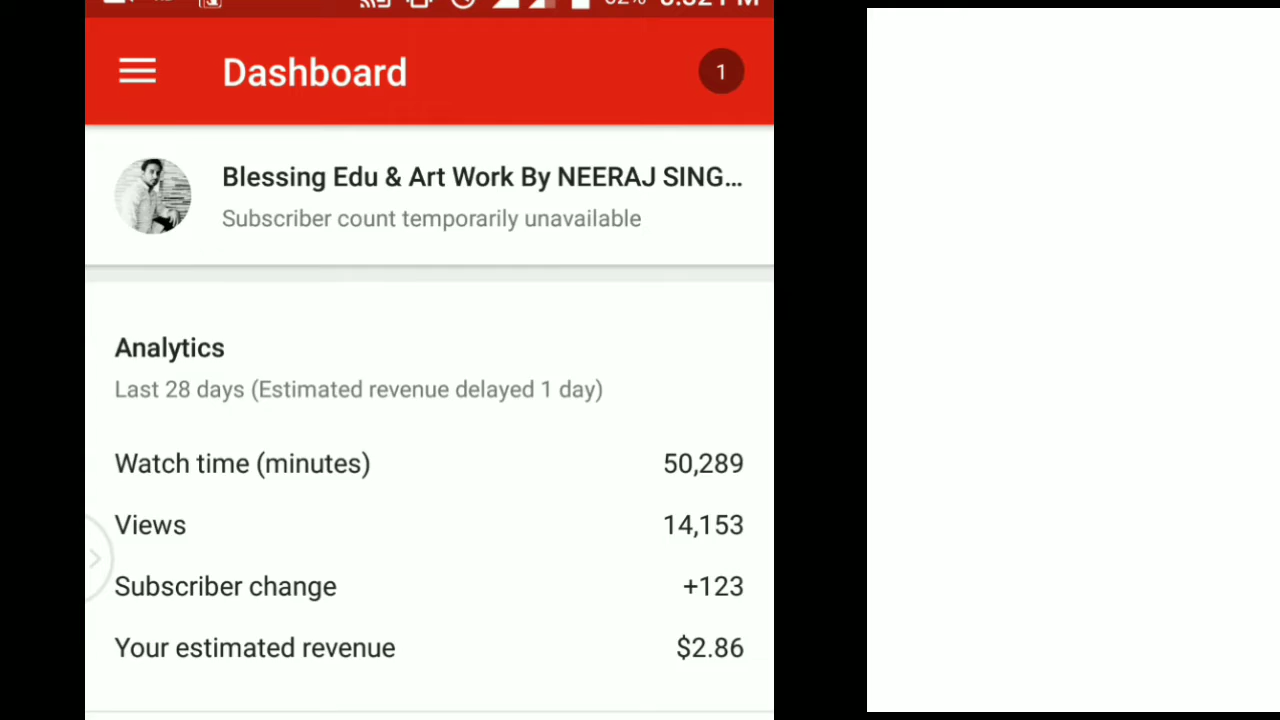 Dashboard
1
Blessing Edu & Art Work By NEERAJ SING...
Subscriber count temporarily unavailable
Analytics
Last 28 days (Estimated revenue delayed 1 day)
Watch time (minutes) 50,289
Views 14,153
Subscriber change +123
Your estimated revenue $2.86